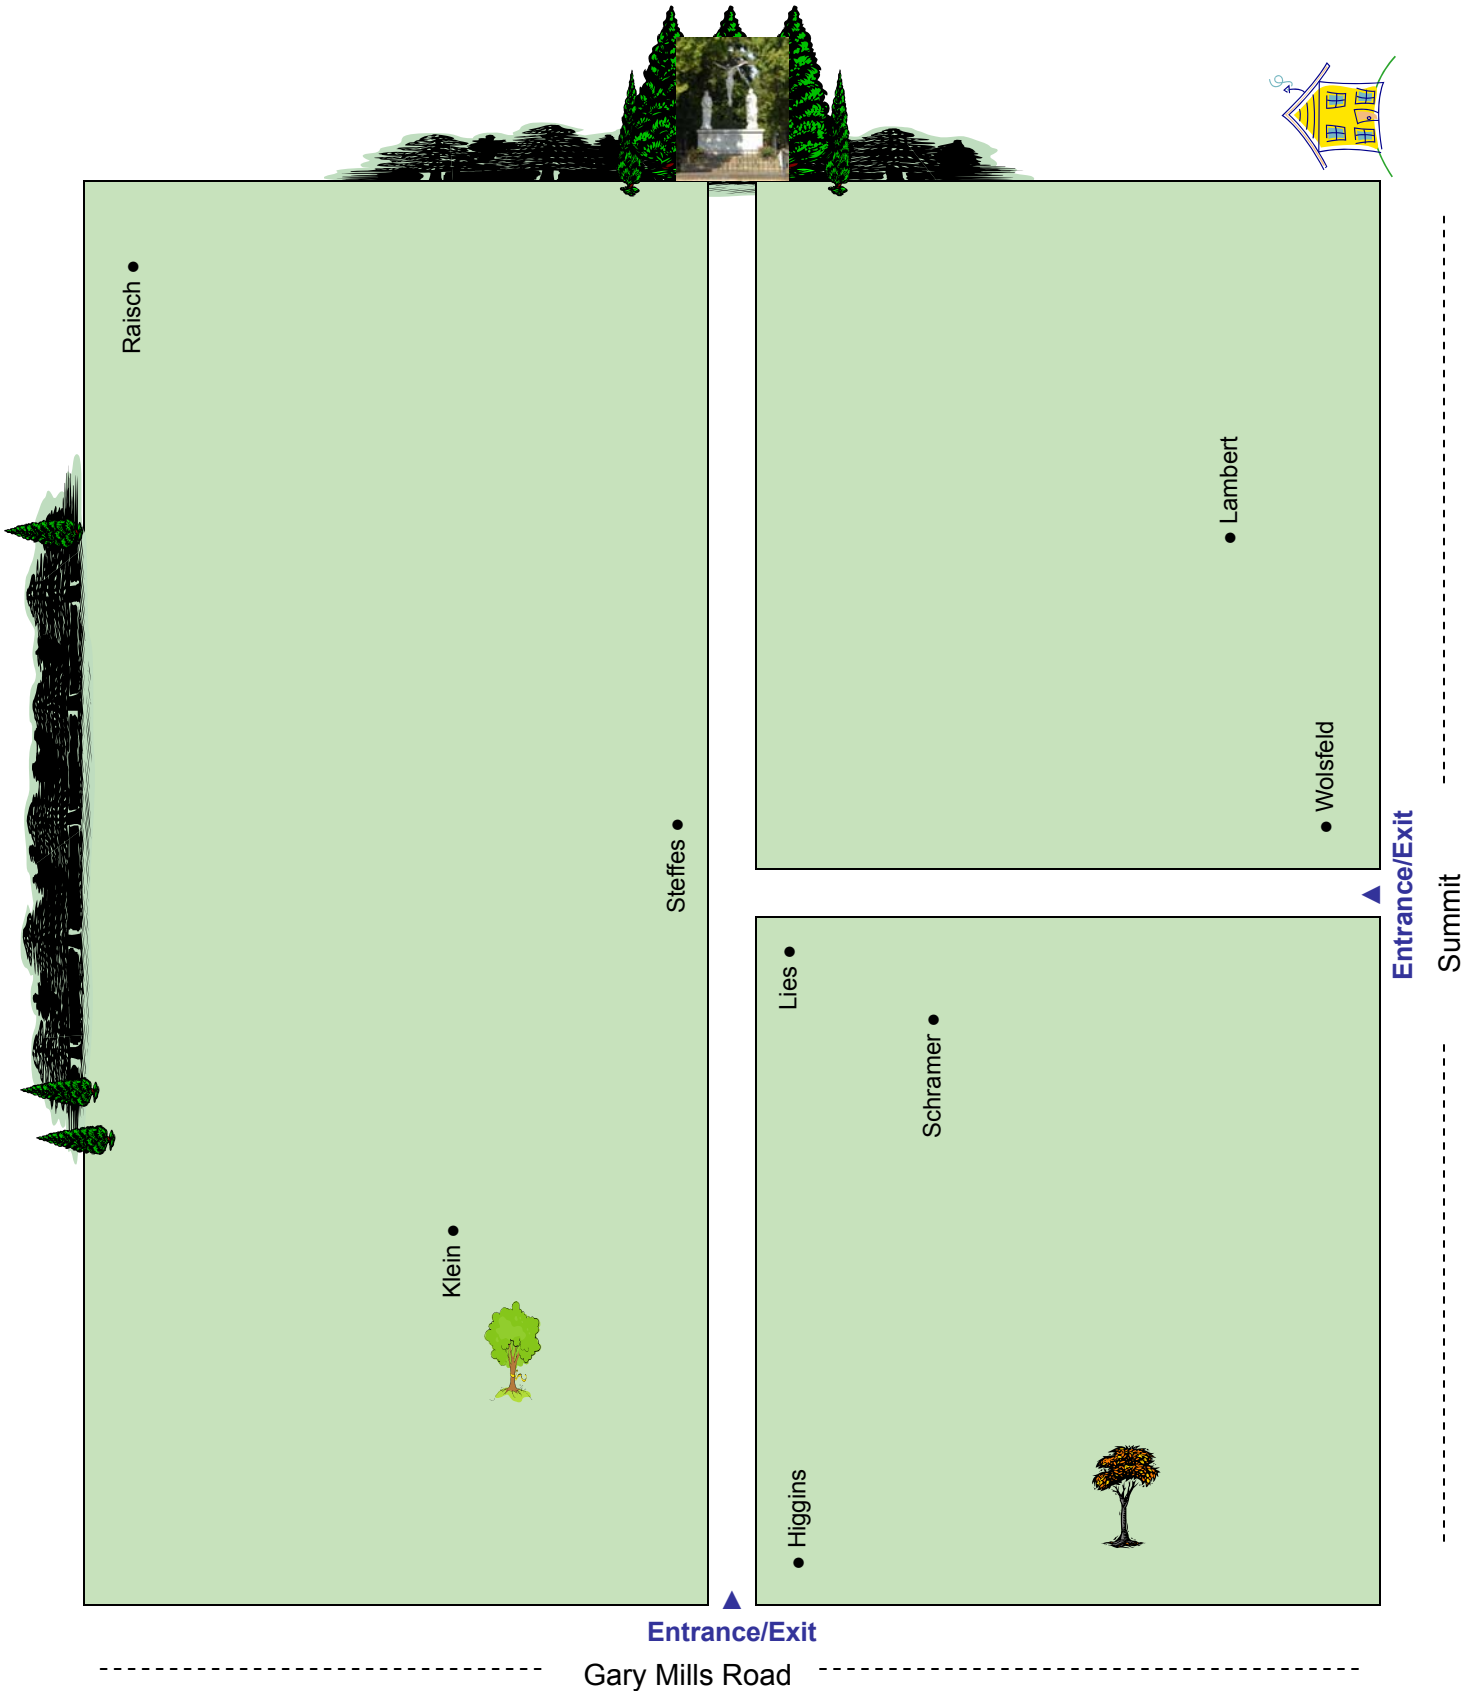 Raisch
Lambert
Wolsfeld
Steffes
Lies
Schramer
Klein
Higgins
Entrance/Exit
Summit
Entrance/Exit
Gary Mills Road